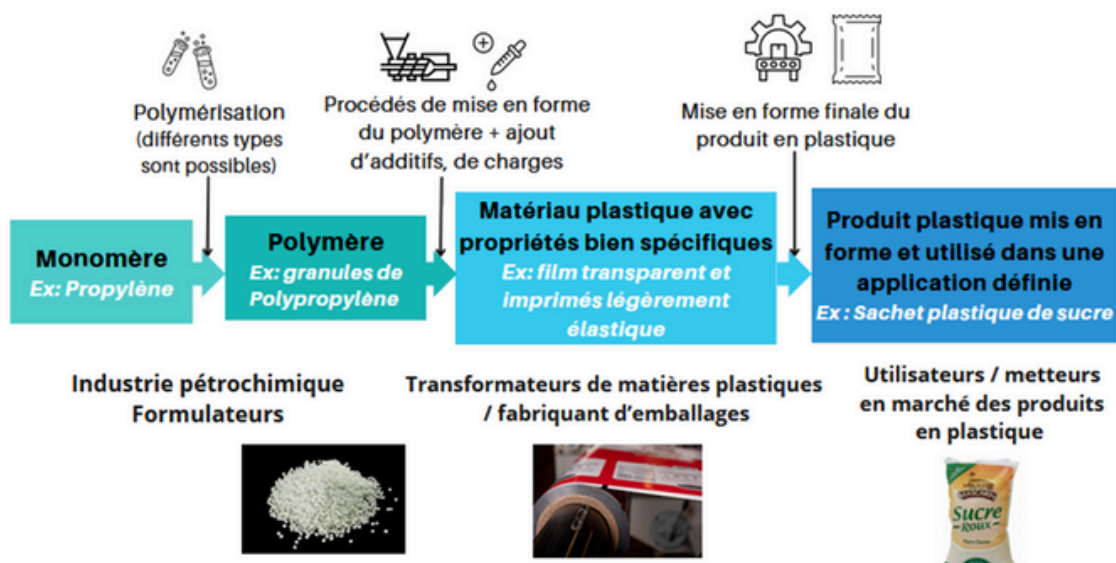 Polymérisation
(différents types
sont possibles)
Procédés de mise en forme
du polymère + ajout
d'additifs, de charges
Mise en forme finale du
produit en plastique
Monomère
Ex: Propylène
Polymère
Ex: granules de
Polypropylène
Matériau plastique avec
propriétés bien spécifiques
Ex: film transparent et
imprimés légèrement
élastique
Produit plastique mis en
forme et utilisé dans une
application définie
Ex : Sachet plastique de sucre
Industrie pétrochimique
Formulateurs
Transformateurs de matières plastiques
/ fabriquant d'emballages
Utilisateurs / metteurs
en marché des produits
en plastique
Sucre
Roux